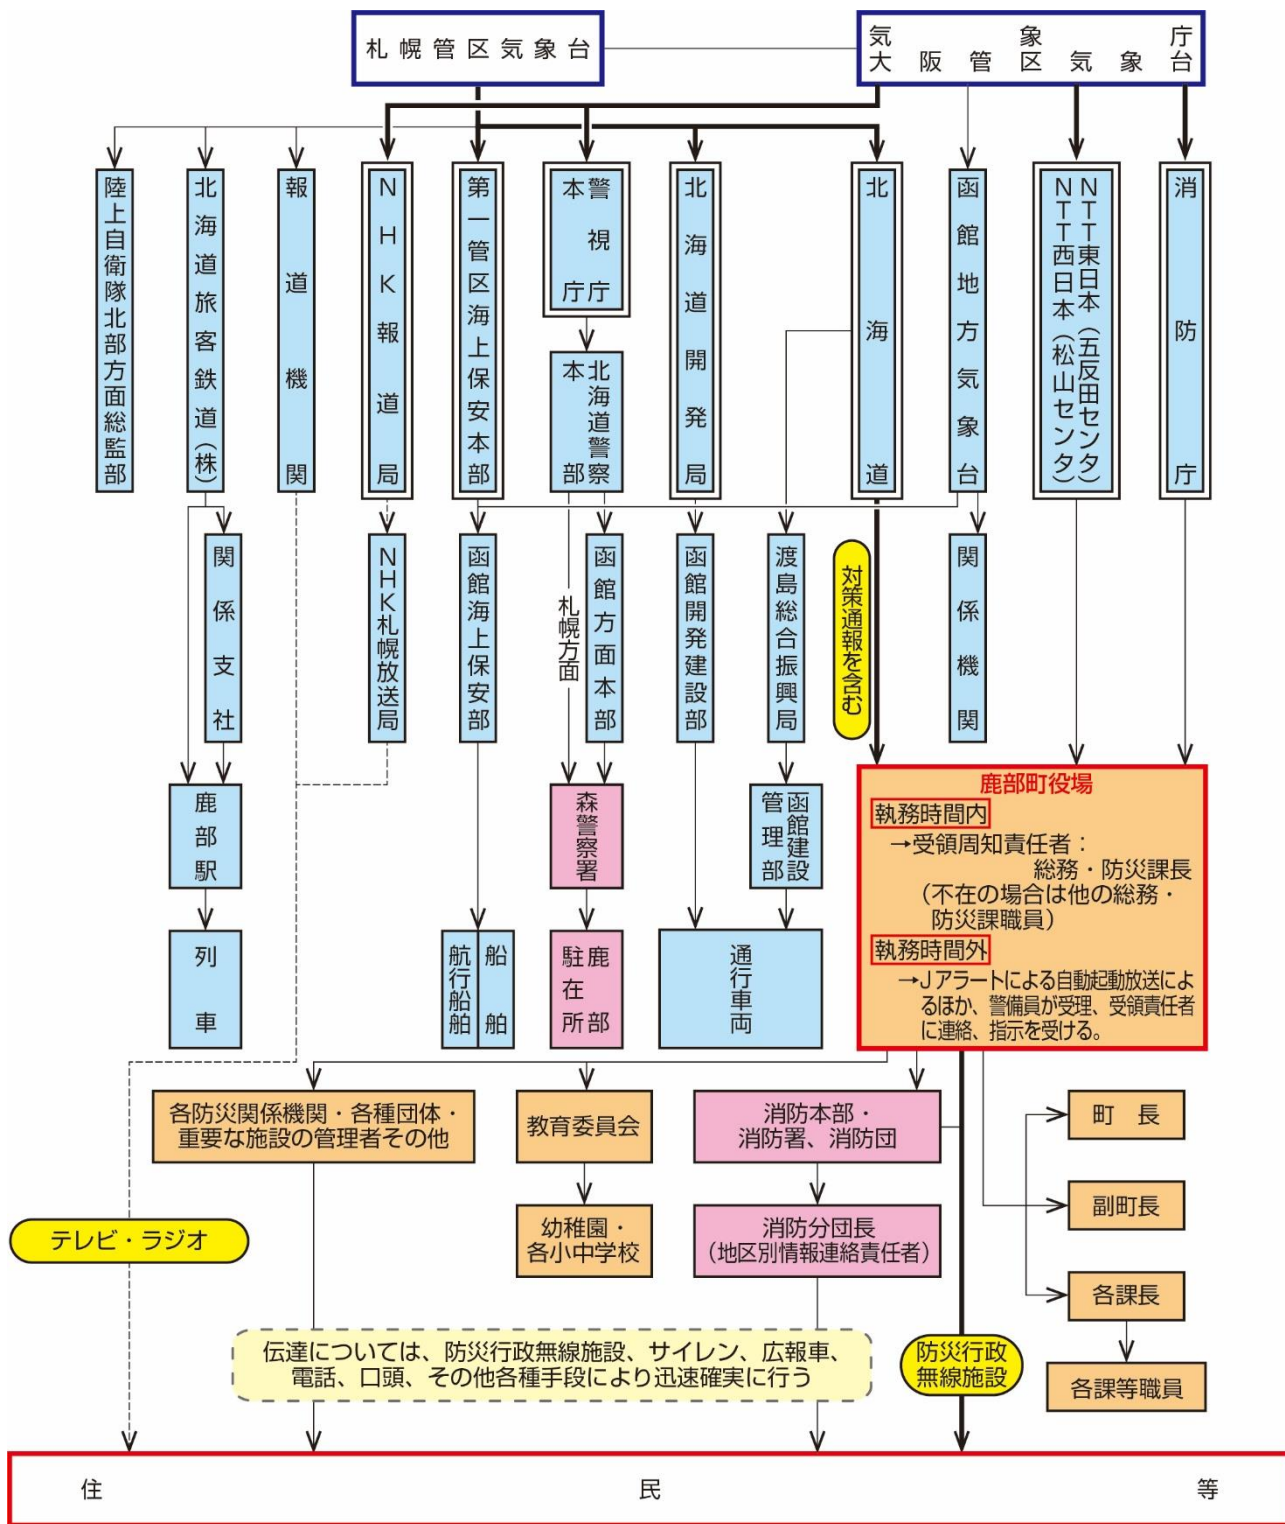 札幌管区気象台
気象庁
大阪管区気象台
陸上自衛隊北部方面総監部
北海道旅客鉄道(株)
報道機関
NHK報道局
第一管区海上保安本部
警視庁
本庁
北海道開発局
北海道
函館地方気象台
NTT東日本(五反田センタ)
NTT西日本(松山センタ)
消防庁
北海道警察
本部
関係支社
NHK札幌放送局
函館海上保安部
札幌方面
函館方面本部
函館開発建設部
渡島総合振興局
対策通報を含む
関係機関
鹿部駅
森警察署
函館建設
管理部
鹿部町役場
執務時間内
→受領周知責任者:
総務・防災課長
(不在の場合は他の総務・
防災課職員)
執務時間外
→Jアラートによる自動起動放送によ
るほか、警備員が受理、受領責任者
に連絡、指示を受ける。
列車
船舶
航行船舶
鹿部
駐在所
通行車両
各防災関係機関・各種団体・
重要な施設の管理者その他
教育委員会
消防本部・
消防署、消防団
町長
副町長
テレビ・ラジオ
幼稚園・
各小中学校
消防分団長
(地区別情報連絡責任者)
各課長
伝達については、防災行政無線施設、サイレン、広報車、
電話、口頭、その他各種手段により迅速確実に行う
防災行政
無線施設
各課等職員
住民等